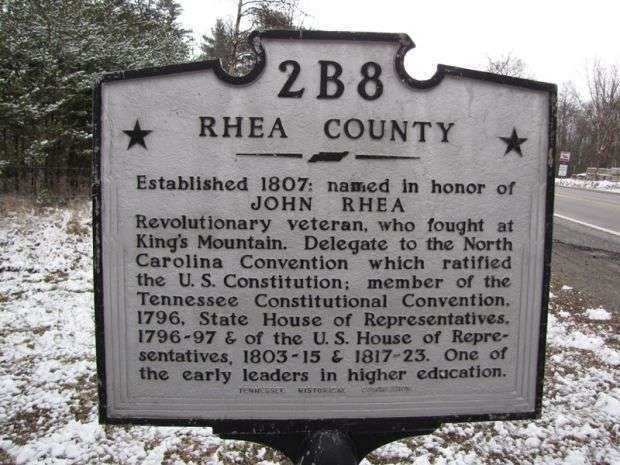 2B8
RHEA COUNTY
Established 1807; named in honor of
JOHN RHEA
Revolutionary veteran, who fought at
King's Mountain. Delegate to the North
Carolina Convention which ratified
the U.S. Constitution; member of the
Tennessee Constitutional Convention,
1796, State House of Representatives,
1796-97 & of the U.S. House of Repre-
sentatives, 1803-15 & 1817-23. One of
the early leaders in higher education.
TENNESSEE HISTORICAL COMMISSION